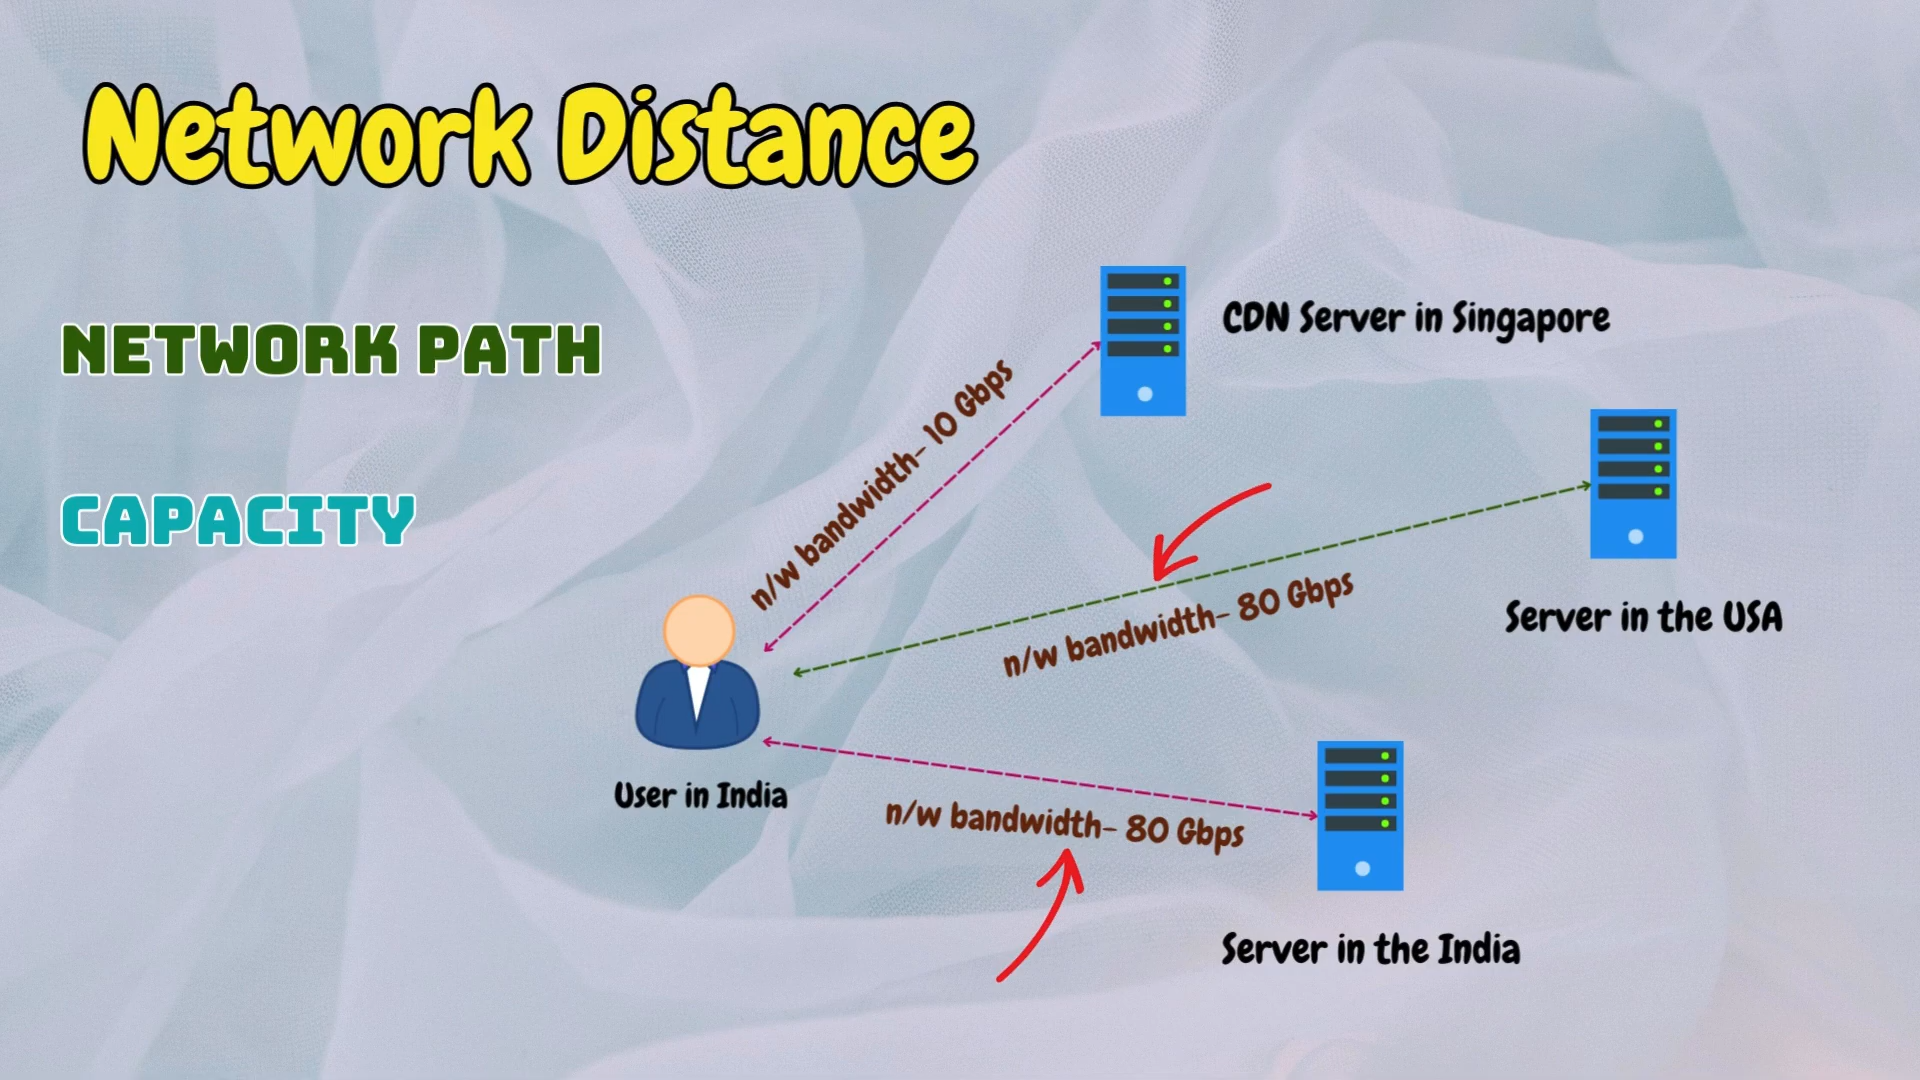 Network Distance
NETWORK PATH
CAPACITY
CDN Server in Singapore
n/w bandwidth- 10 Gbps
n/w bandwidth- 80 Gbps
Server in the USA
User in India
n/w bandwidth- 80 Gbps
Server in the India